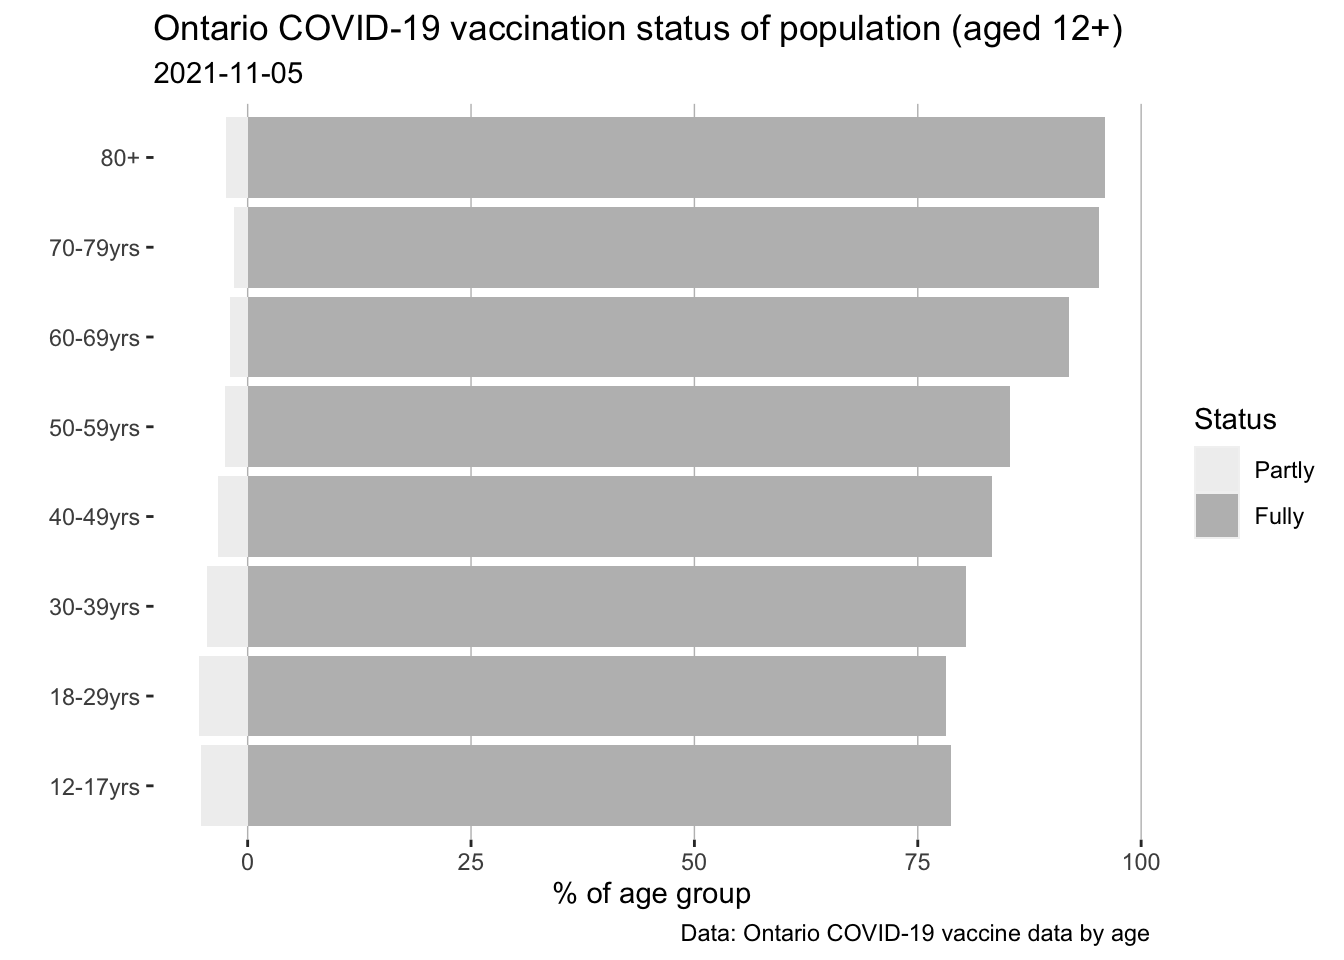 Ontario COVID-19 vaccination status of population (aged 12+)
2021-11-05
80+
70-79yrs
60-69yrs
50-59yrs
40-49yrs
30-39yrs
18-29yrs
12-17yrs
0 25 50 75 100
% of age group
Status
Partly
Fully
Data: Ontario COVID-19 vaccine data by age